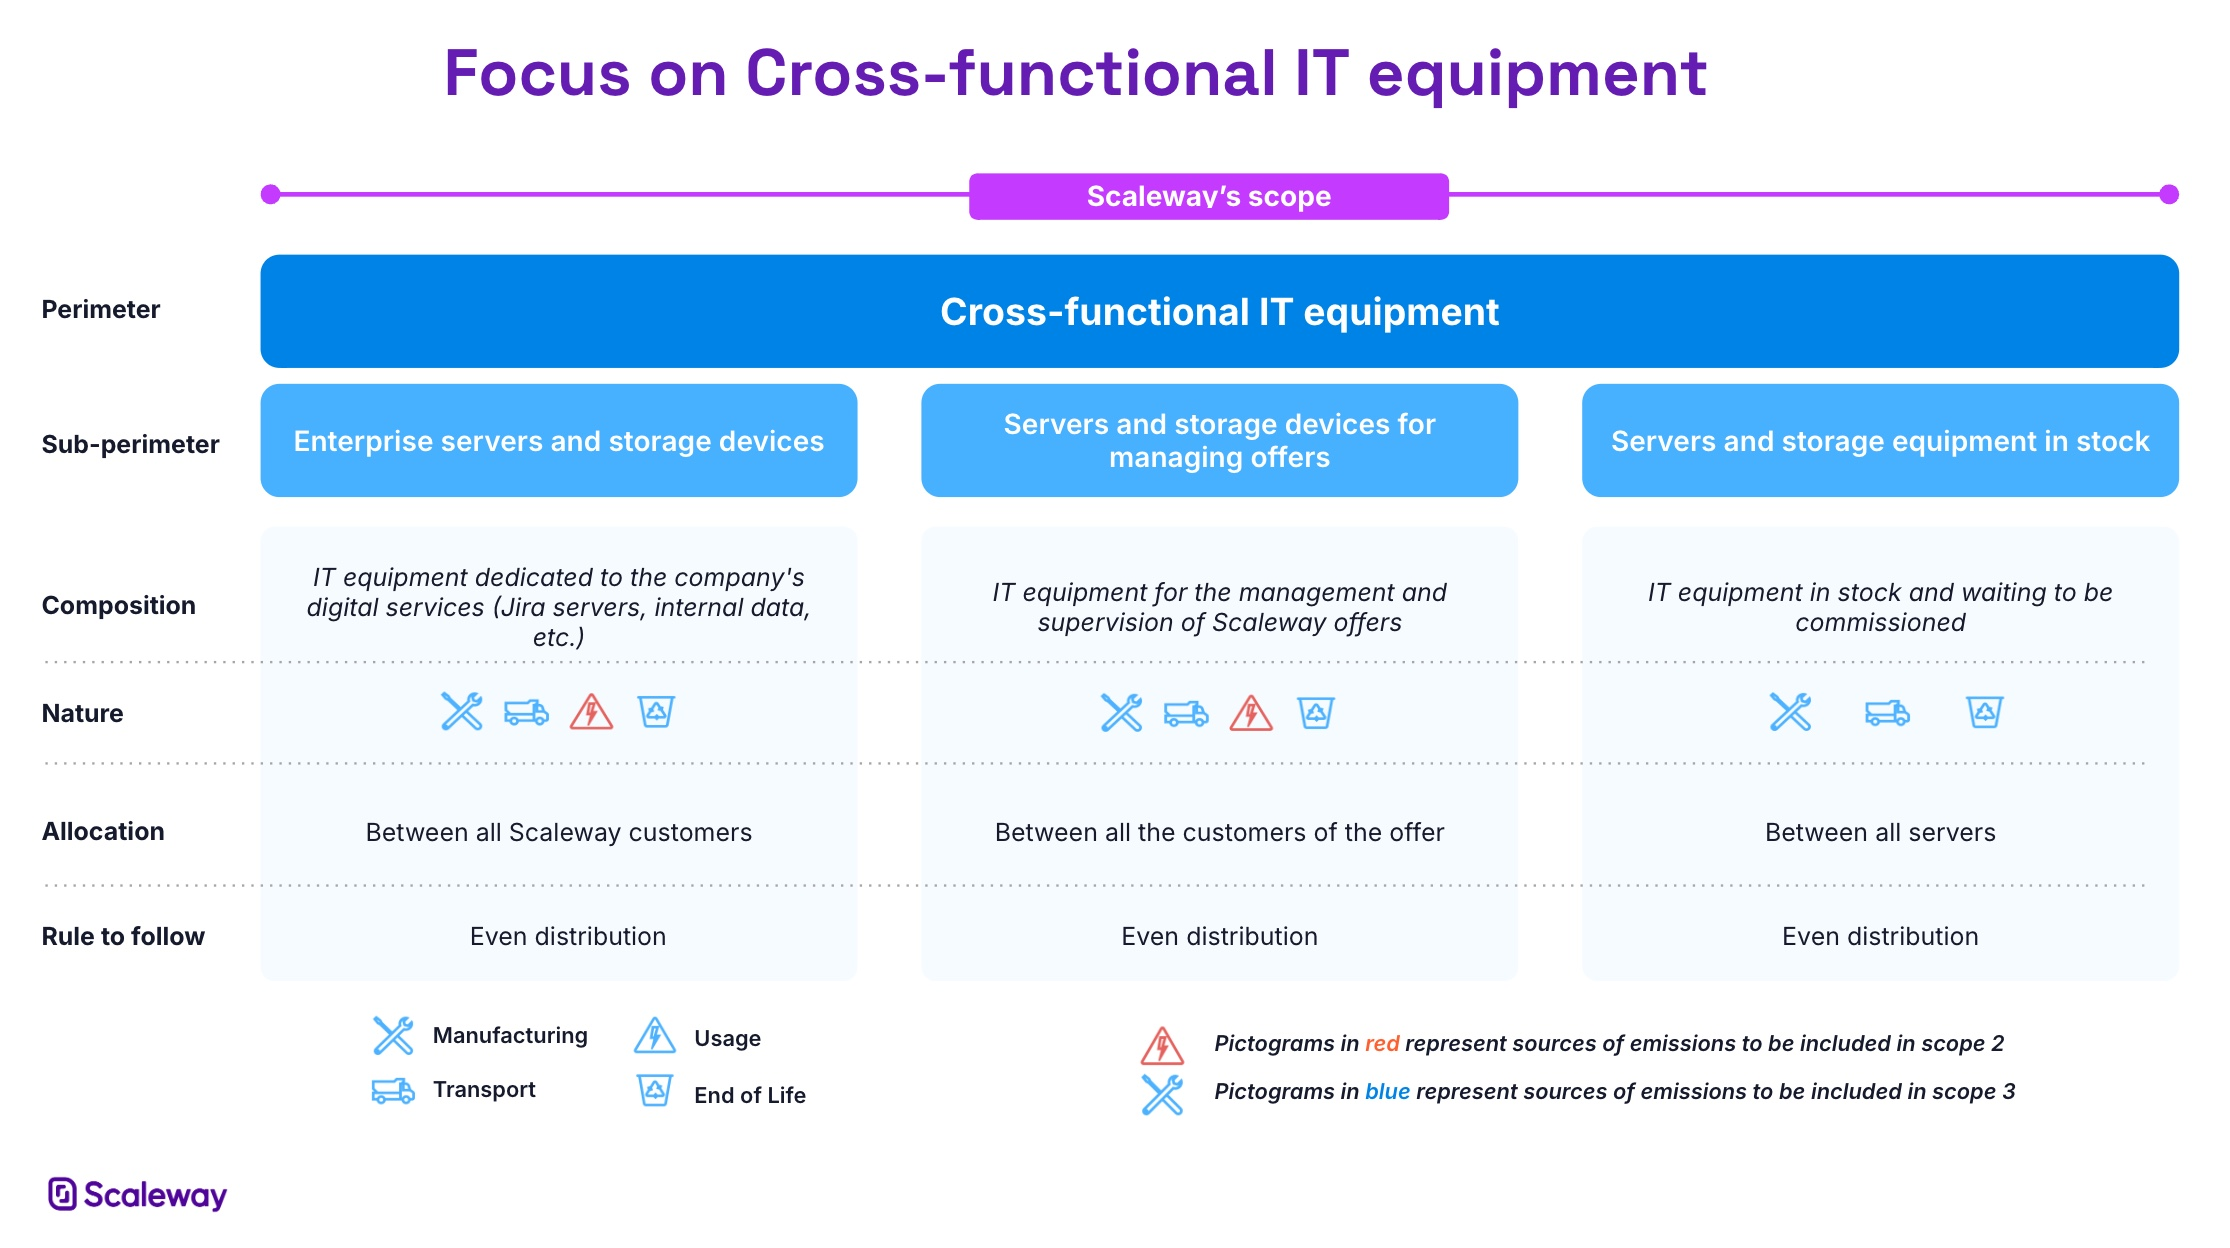 Focus on Cross-functional IT equipment
Scaleway's scope
Perimeter
Cross-functional IT equipment
Sub-perimeter
Enterprise servers and storage devices
Servers and storage devices for
managing offers
Servers and storage equipment in stock
Composition
IT equipment dedicated to the company's
digital services (Jira servers, internal data,
etc.)
IT equipment for the management and
supervision of Scaleway offers
IT equipment in stock and waiting to be
commissioned
Nature
Allocation
Between all Scaleway customers
Between all the customers of the offer
Between all servers
Rule to follow
Even distribution
Even distribution
Even distribution
Manufacturing
Usage
Transport
End of Life
Pictograms in red represent sources of emissions to be included in scope 2
Pictograms in blue represent sources of emissions to be included in scope 3
Scaleway